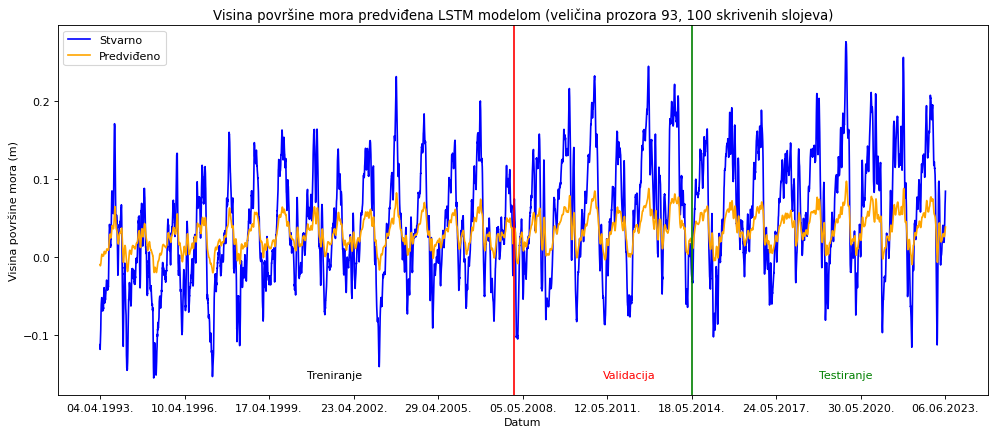 Visina površine mora predviđena LSTM modelom (veličina prozora 93, 100 skrivenih slojeva)
Stvarno
Predviđeno
Visina površine mora (m)
0.2
0.1
0.0
−0.1
Treniranje
Validacija
Testiranje
04.04.1993.
10.04.1996.
17.04.1999.
23.04.2002.
29.04.2005.
05.05.2008.
12.05.2011.
18.05.2014.
24.05.2017.
30.05.2020.
06.06.2023.
Datum